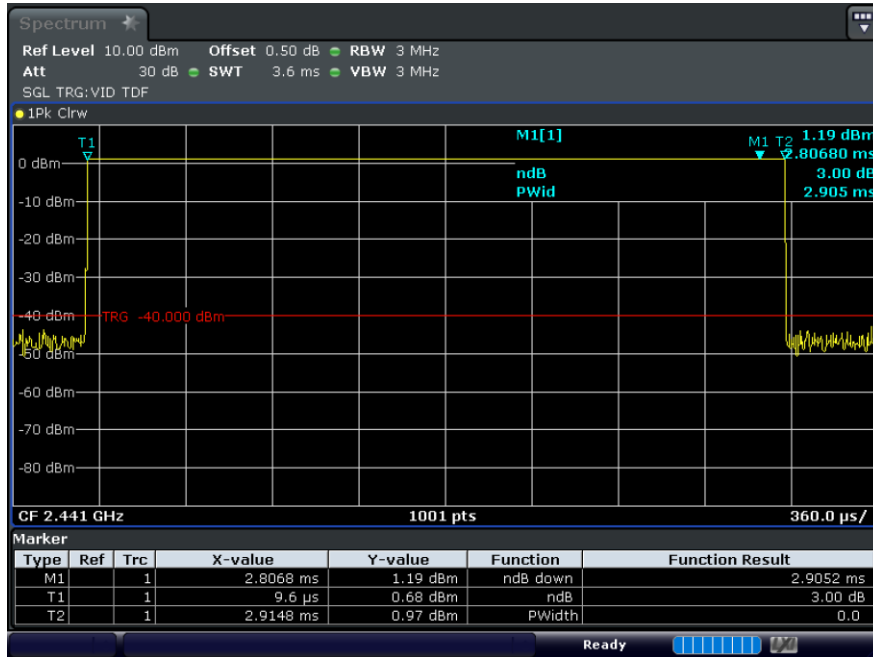 Spectrum
Ref Level 10.00 dBm Offset 0.50 dB RBW 3 MHz
Att 30 dB SWT 3.6 ms VBW 3 MHz
SGL TRG:VID TDF
1Pk Clrw
M1[1] 1.19 dBm
2.80680 ms
ndB 3.00 dB
PWid 2.905 ms
T1
M1 T2
0 dBm
-10 dBm
-20 dBm
-30 dBm
-40 dBm
TRG -40.000 dBm
-50 dBm
-60 dBm
-70 dBm
-80 dBm
CF 2.441 GHz 1001 pts 360.0 µs/
Marker
Type Ref Trc X-value Y-value Function Function Result
M1 1 2.8068 ms 1.19 dBm ndB down 2.9052 ms
T1 1 9.6 µs 0.68 dBm ndB 3.00 dB
T2 1 2.9148 ms 0.97 dBm PWidth 0.0
Ready